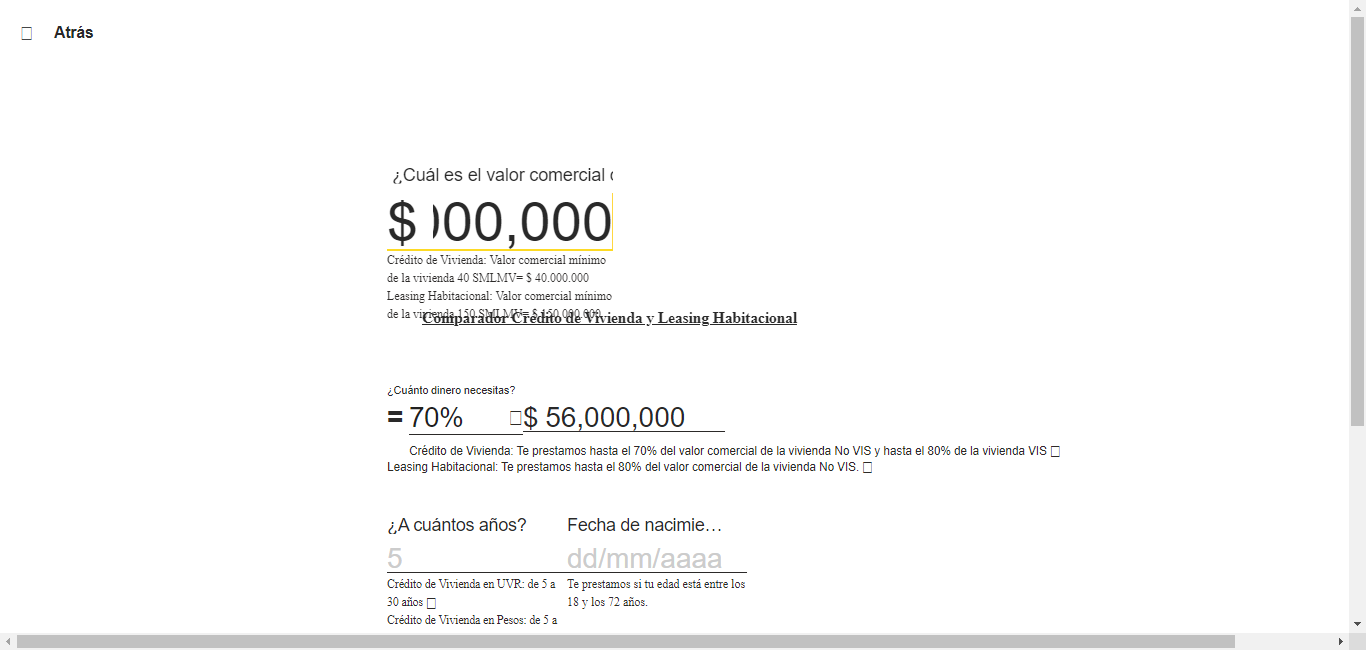 Atrás
¿Cuál es el valor comercial
$ 00,000
Crédito de Vivienda: Valor comercial mínimo
de la vivienda 40 SMLMV= $ 40.000.000
Leasing Habitacional: Valor comercial mínimo
de la vivienda 150 SMLMV= $ 150.000.000
Comparador Crédito de Vivienda y Leasing Habitacional
¿Cuánto dinero necesitas?
= 70% $ 56,000,000
Crédito de Vivienda: Te prestamos hasta el 70% del valor comercial de la vivienda No VIS y hasta el 80% de la vivienda VIS
Leasing Habitacional: Te prestamos hasta el 80% del valor comercial de la vivienda No VIS.
¿A cuántos años? Fecha de nacimie…
5 dd/mm/aaaa
Crédito de Vivienda en UVR: de 5 a Te prestamos si tu edad está entre los
30 años 18 y los 72 años.
Crédito de Vivienda en Pesos: de 5 a